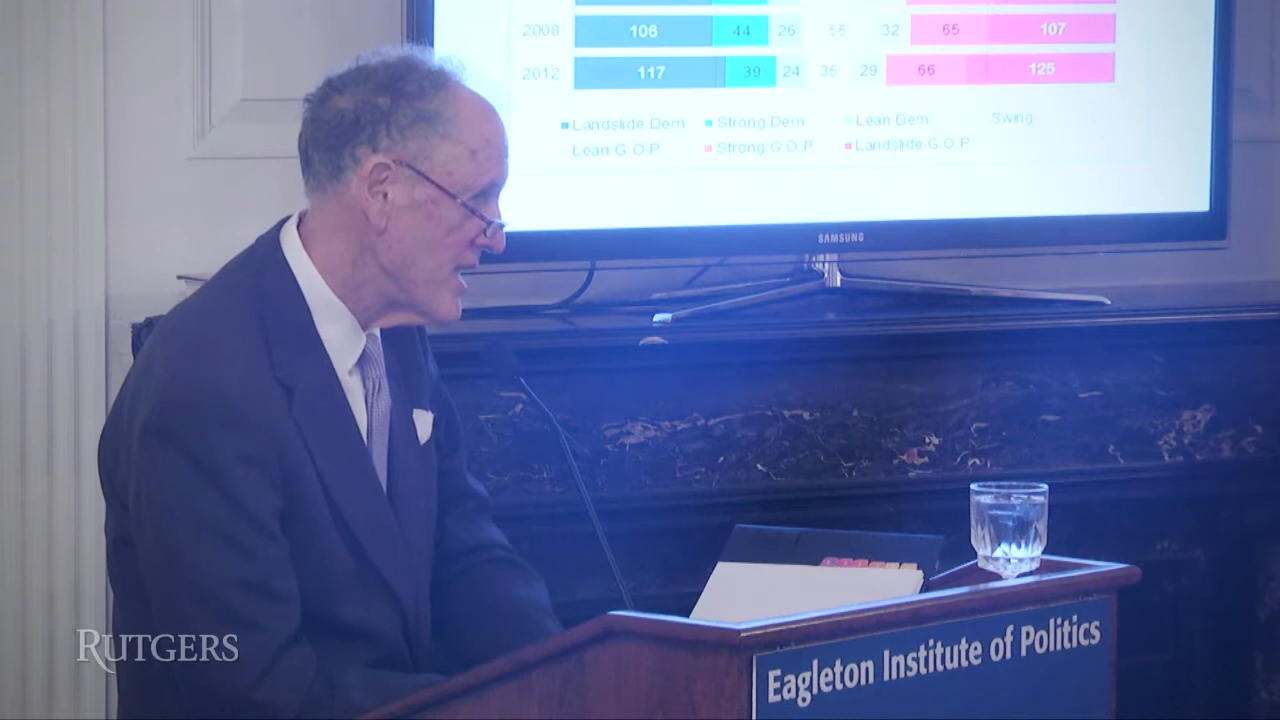 2008 106 44 26 55 32 65 107
2012 117 39 24 35 29 66 125
Landslide Dem Strong Dem Lean Dem Swing
Lean G.O.P Strong G.O.P Landslide G.O.P
SAMSUNG
Eagleton Institute of Politics
RUTGERS